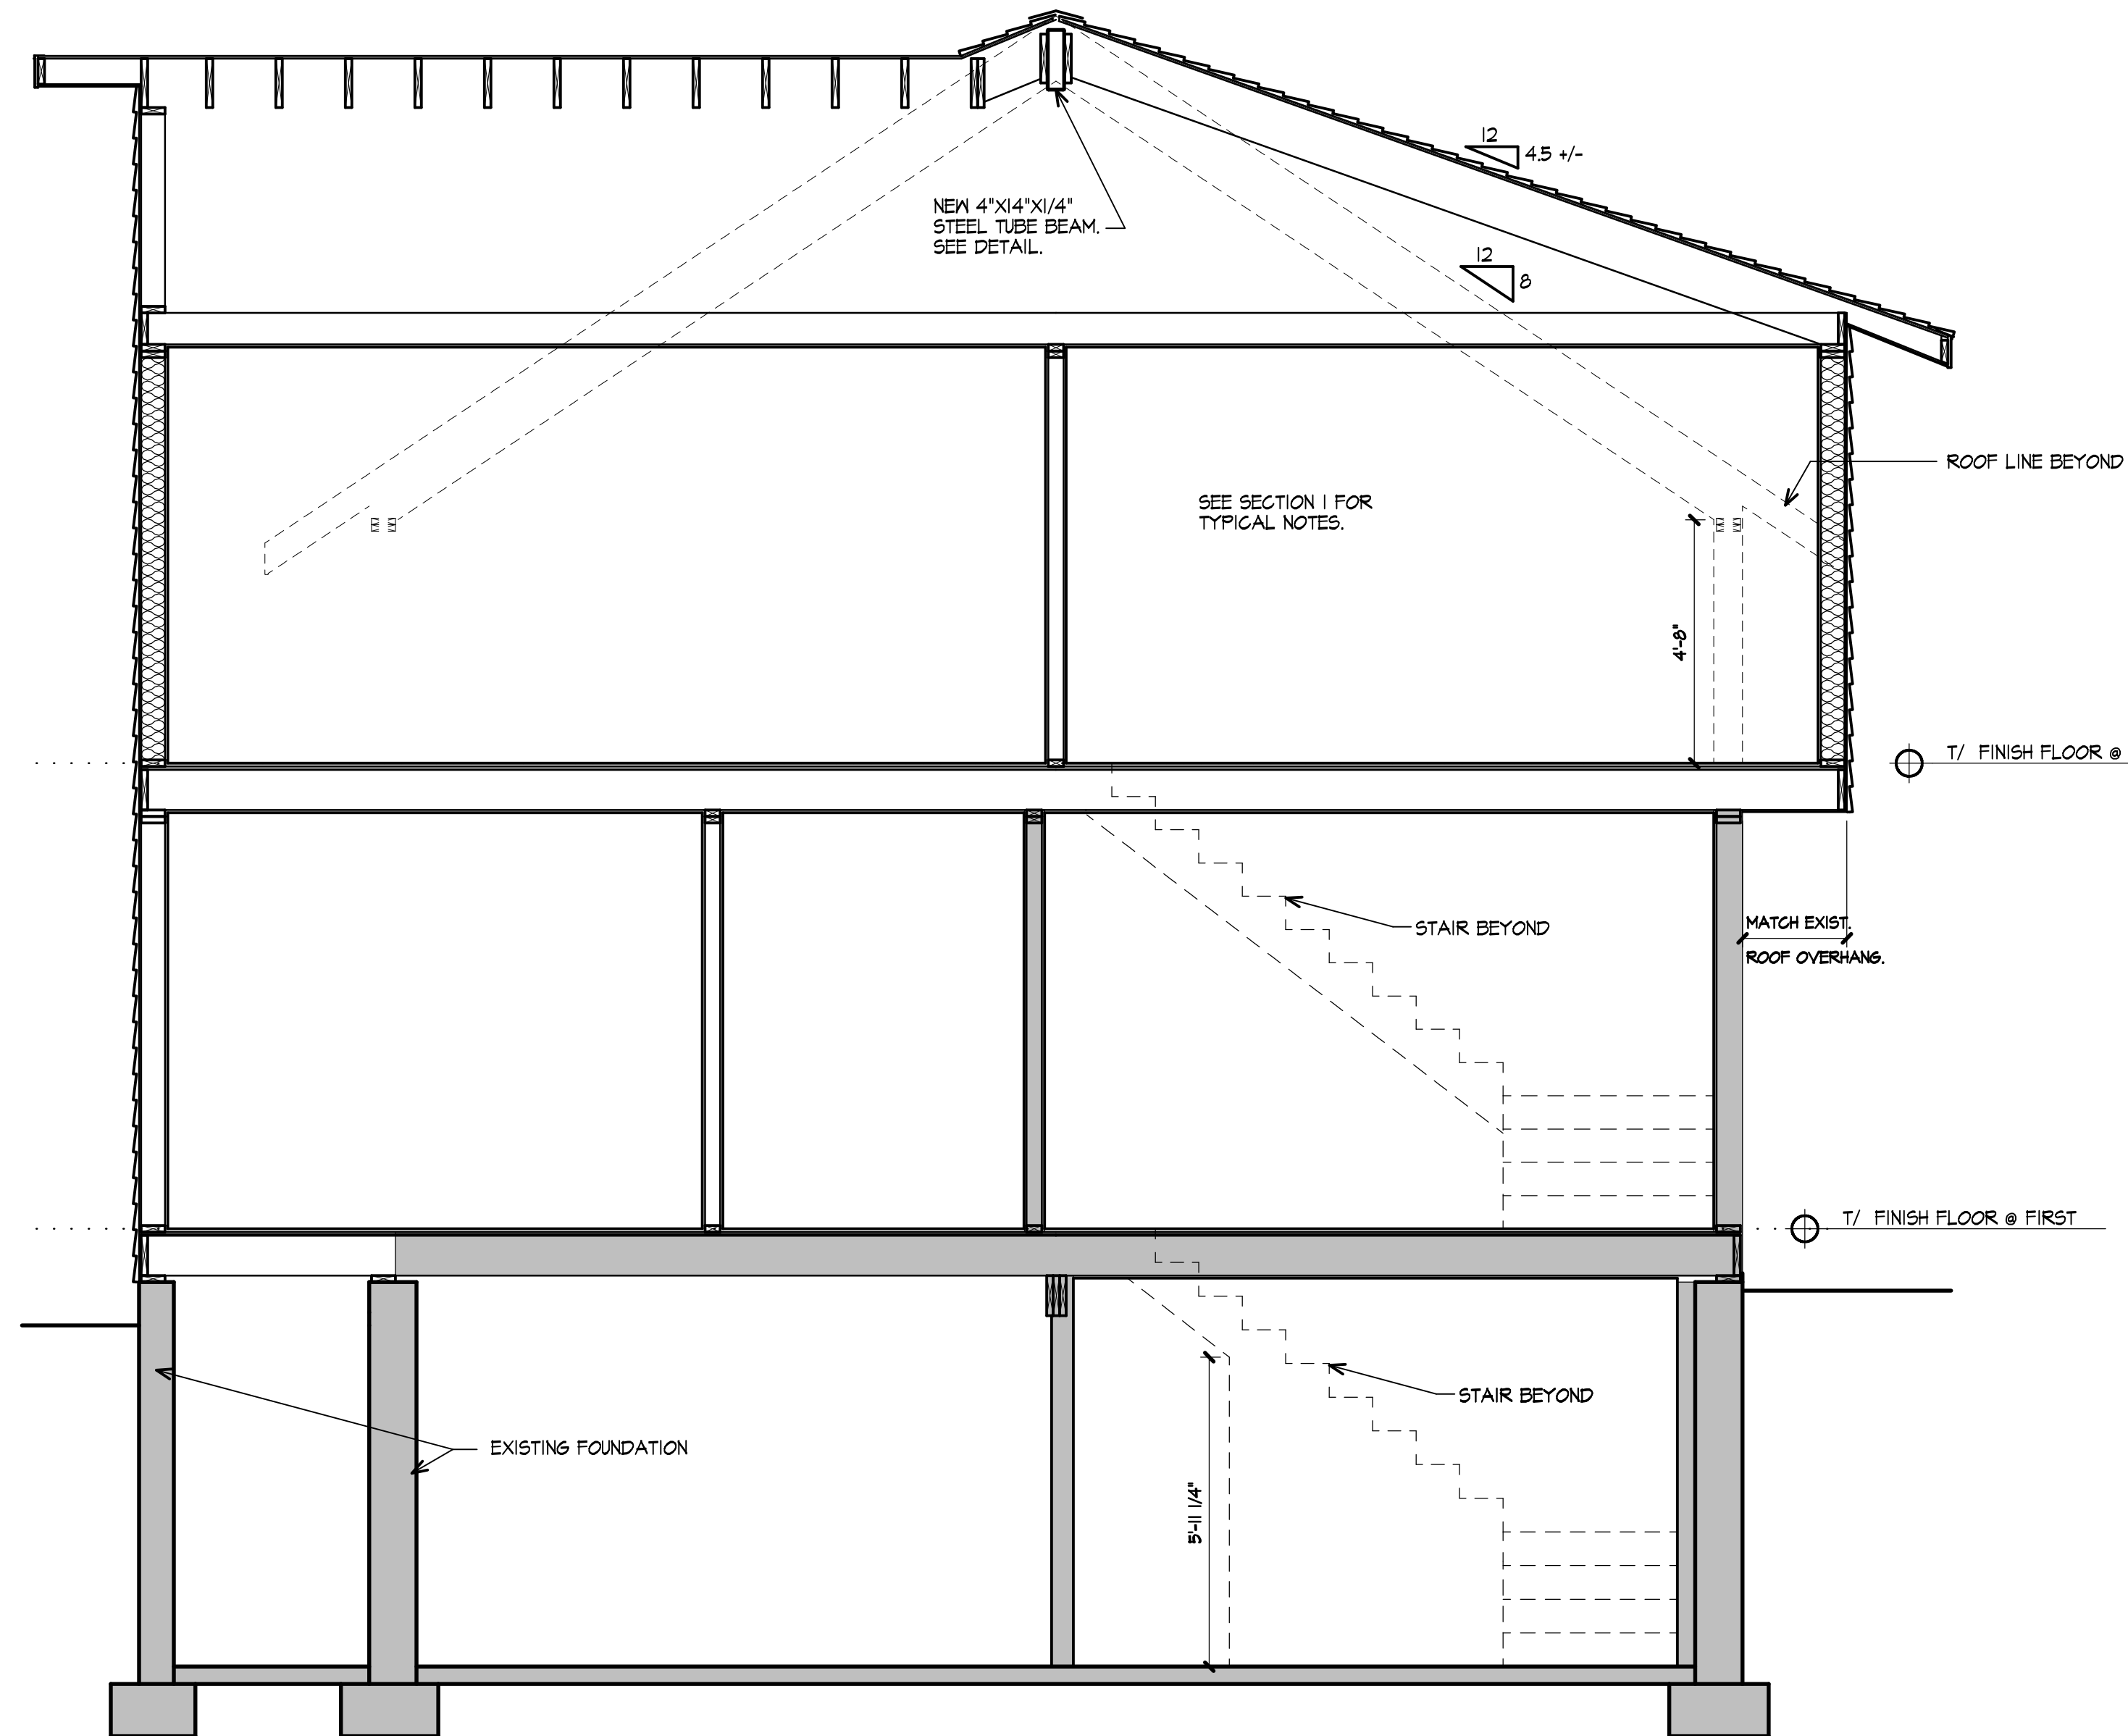 12
4.5 +/-
NEW 4"X14"X1/4"
STEEL TUBE BEAM.
SEE DETAIL.
12
8
ROOF LINE BEYOND
SEE SECTION 1 FOR
TYPICAL NOTES.
4'-8"
T/ FINISH FLOOR @
STAIR BEYOND
MATCH EXIST.
ROOF OVERHANG.
T/ FINISH FLOOR @ FIRST
STAIR BEYOND
EXISTING FOUNDATION
5'-11 1/4"